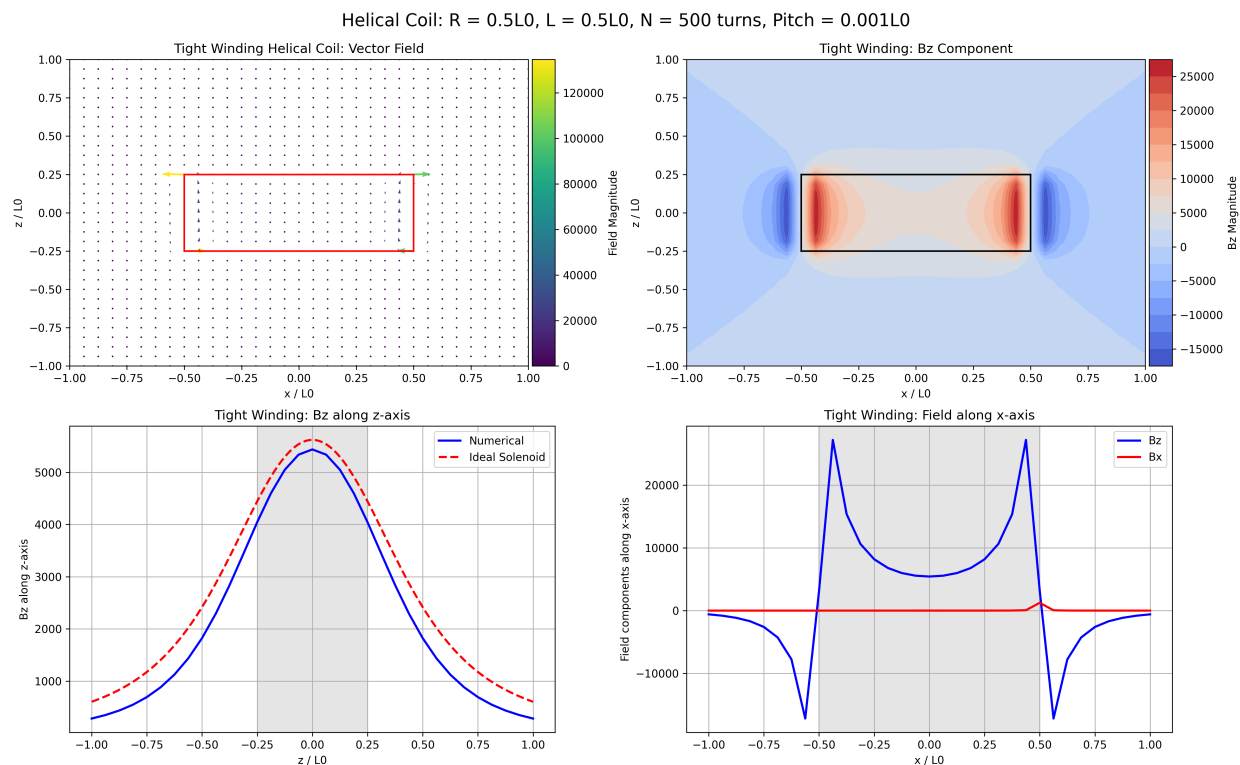 Helical Coil: R = 0.5L0, L = 0.5L0, N = 500 turns, Pitch = 0.001L0
Tight Winding Helical Coil: Vector Field
1.00
0.75
0.50
0.25
0.00
−0.25
−0.50
−0.75
−1.00
z / L0
−1.00 −0.75 −0.50 −0.25 0.00 0.25 0.50 0.75 1.00
x / L0
120000
100000
80000
60000
40000
20000
0
Field Magnitude
Tight Winding: Bz Component
1.00
0.75
0.50
0.25
0.00
−0.25
−0.50
−0.75
−1.00
z / L0
−1.00 −0.75 −0.50 −0.25 0.00 0.25 0.50 0.75 1.00
x / L0
25000
20000
15000
10000
5000
0
−5000
−10000
−15000
Bz Magnitude
Tight Winding: Bz along z-axis
Numerical
Ideal Solenoid
5000
4000
3000
2000
1000
Bz along z-axis
−1.00 −0.75 −0.50 −0.25 0.00 0.25 0.50 0.75 1.00
z / L0
Tight Winding: Field along x-axis
Bz
Bx
20000
10000
0
−10000
Field components along x-axis
−1.00 −0.75 −0.50 −0.25 0.00 0.25 0.50 0.75 1.00
x / L0